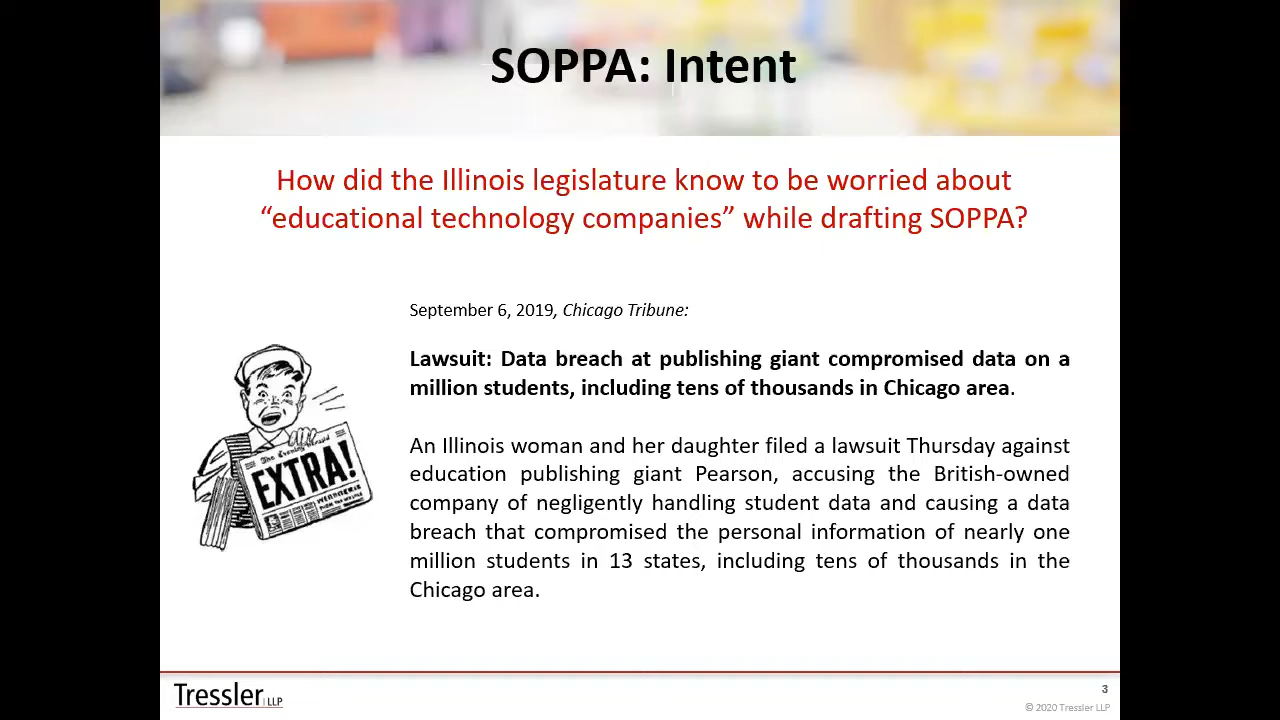 SOPPA: Intent
How did the Illinois legislature know to be worried about
“educational technology companies” while drafting SOPPA?
September 6, 2019, Chicago Tribune:
Lawsuit: Data breach at publishing giant compromised data on a
million students, including tens of thousands in Chicago area.
An Illinois woman and her daughter filed a lawsuit Thursday against
education publishing giant Pearson, accusing the British-owned
company of negligently handling student data and causing a data
breach that compromised the personal information of nearly one
million students in 13 states, including tens of thousands in the
Chicago area.
EXTRA!
Tressler LLP
3
© 2020 Tressler LLP